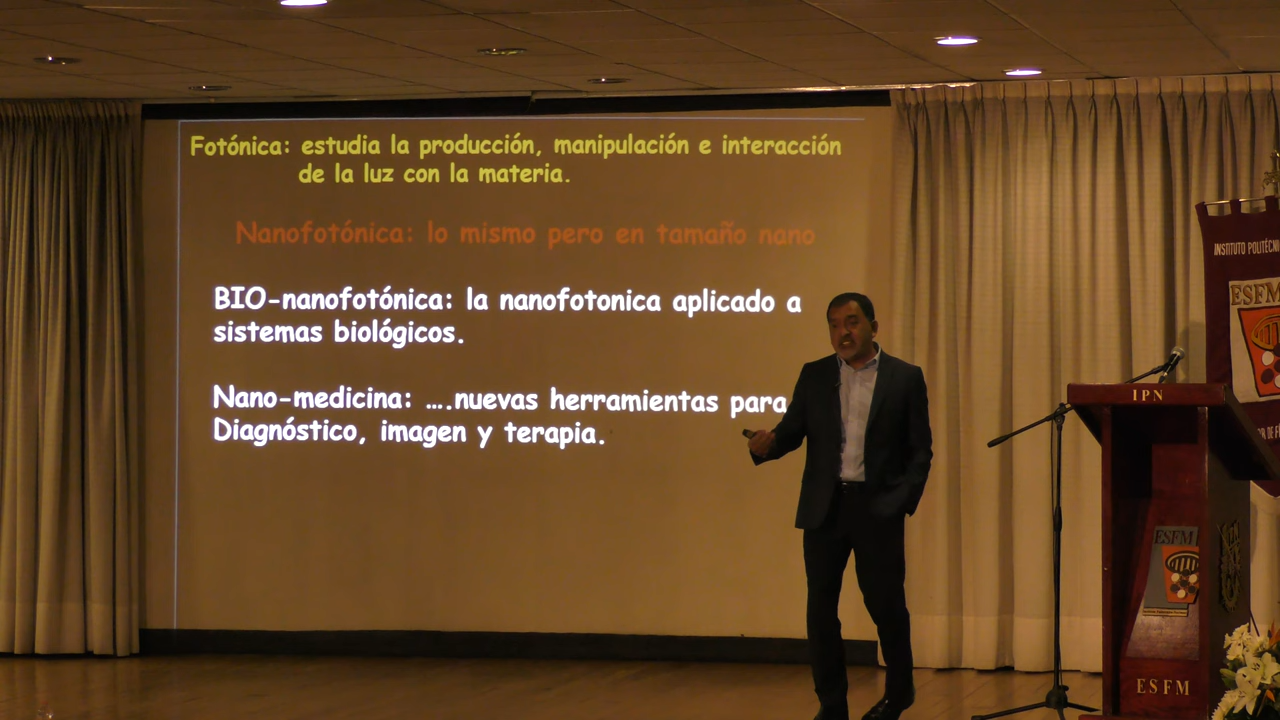 Fotónica: estudia la producción, manipulación e interacción
de la luz con la materia.
Nanofotónica: lo mismo pero en tamaño nano
BIO-nanofotónica: la nanofotonica aplicado a
sistemas biológicos.
Nano-medicina: ....nuevas herramientas para
Diagnóstico, imagen y terapia.
INSTITUTO POLITÉCNI
ESFM
IPN
ESFM
ESFM